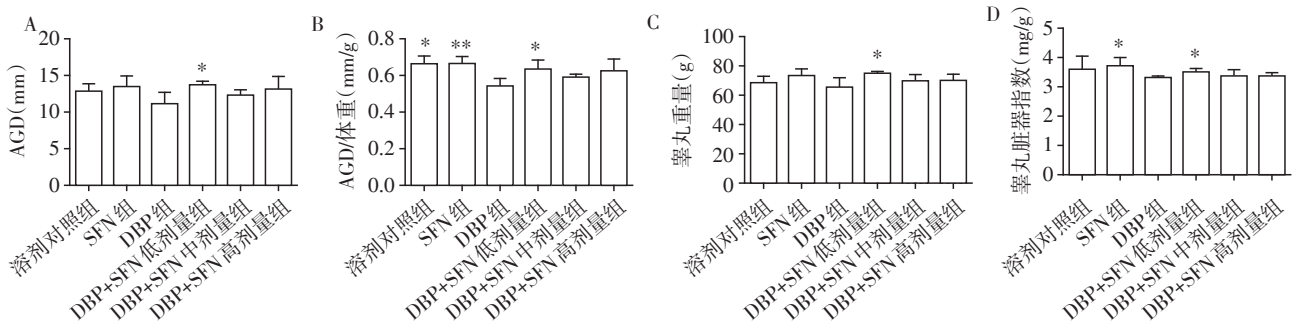 A
AGD(mm)
20
15
10
5
0
*
溶剂对照组
SFN组
DBP组
DBP+SFN低剂量组
DBP+SFN中剂量组
DBP+SFN高剂量组
B
AGD/体重(mm/g)
0.8
0.6
0.4
0.2
0.0
*
**
*
溶剂对照组
SFN组
DBP组
DBP+SFN低剂量组
DBP+SFN中剂量组
DBP+SFN高剂量组
C
睾丸重量(g)
100
80
60
40
20
0
*
溶剂对照组
SFN组
DBP组
DBP+SFN低剂量组
DBP+SFN中剂量组
DBP+SFN高剂量组
D
睾丸脏器指数(mg/g)
5
4
3
2
1
0
*
*
溶剂对照组
SFN组
DBP组
DBP+SFN低剂量组
DBP+SFN中剂量组
DBP+SFN高剂量组